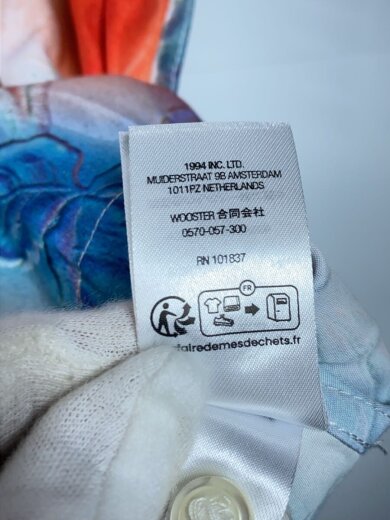 1994 INC. LTD.
MUIDERSTRAAT 9B AMSTERDAM
1011PZ NETHERLANDS
WOOSTER 合同会社
0570-057-300
RN 101837
FR
fairedemesdechets.fr